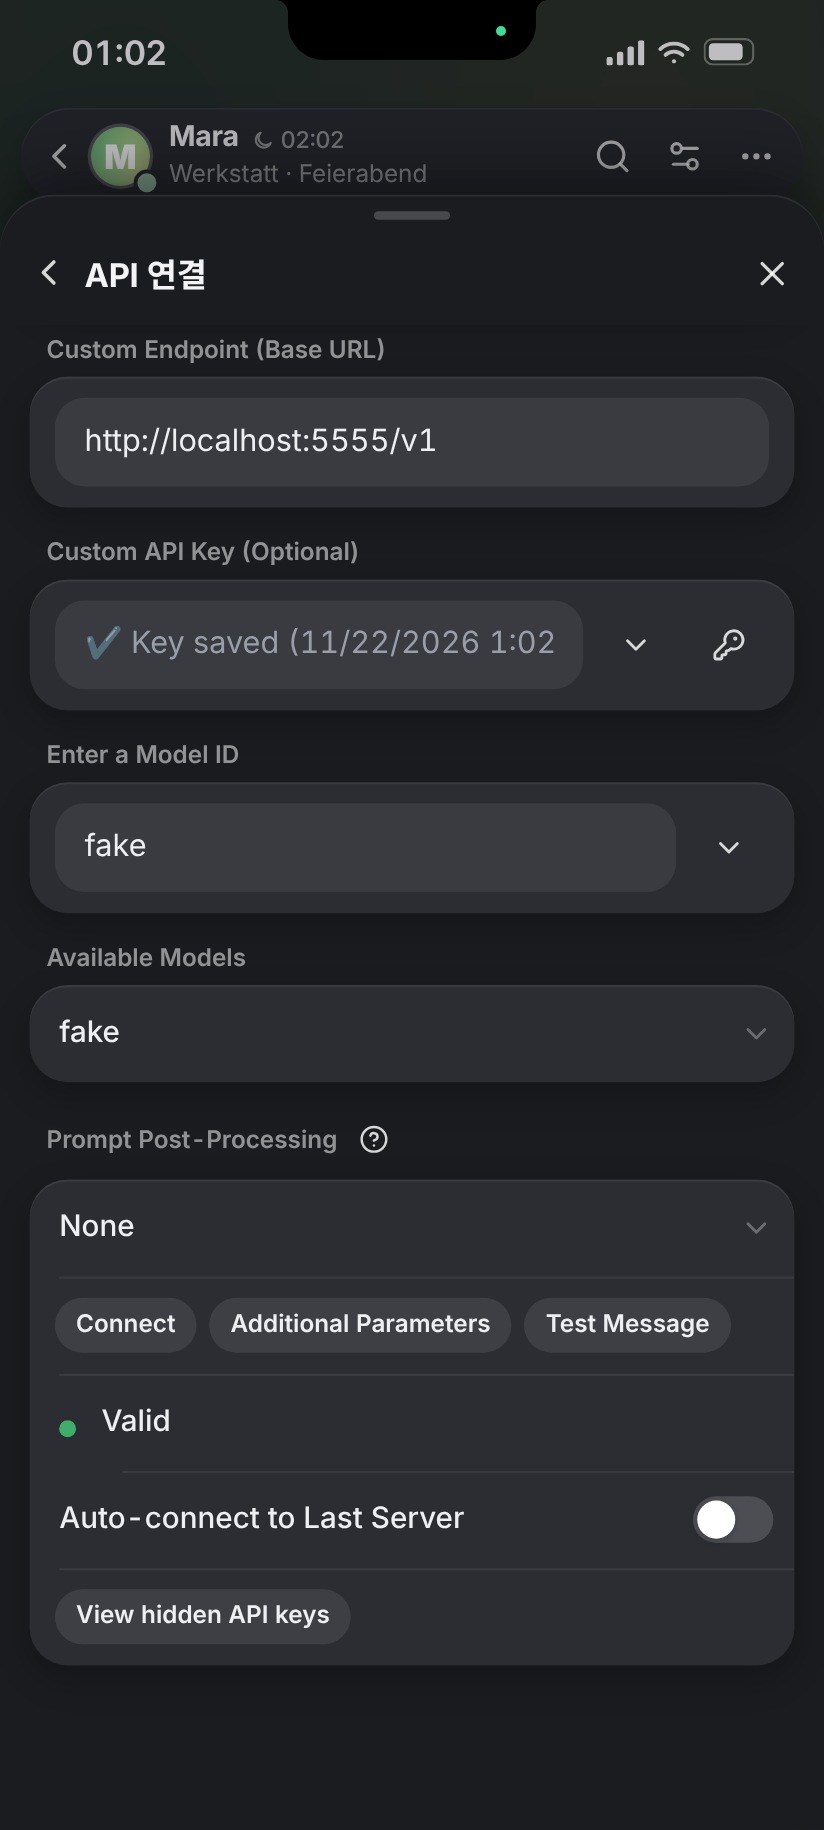 01:02
M
Mara 02:02
Werkstatt · Feierabend
API 연결
Custom Endpoint (Base URL)
http://localhost:5555/v1
Custom API Key (Optional)
✔️ Key saved (11/22/2026 1:02
Enter a Model ID
fake
Available Models
fake
Prompt Post-Processing
None
Connect Additional Parameters Test Message
Valid
Auto-connect to Last Server
View hidden API keys